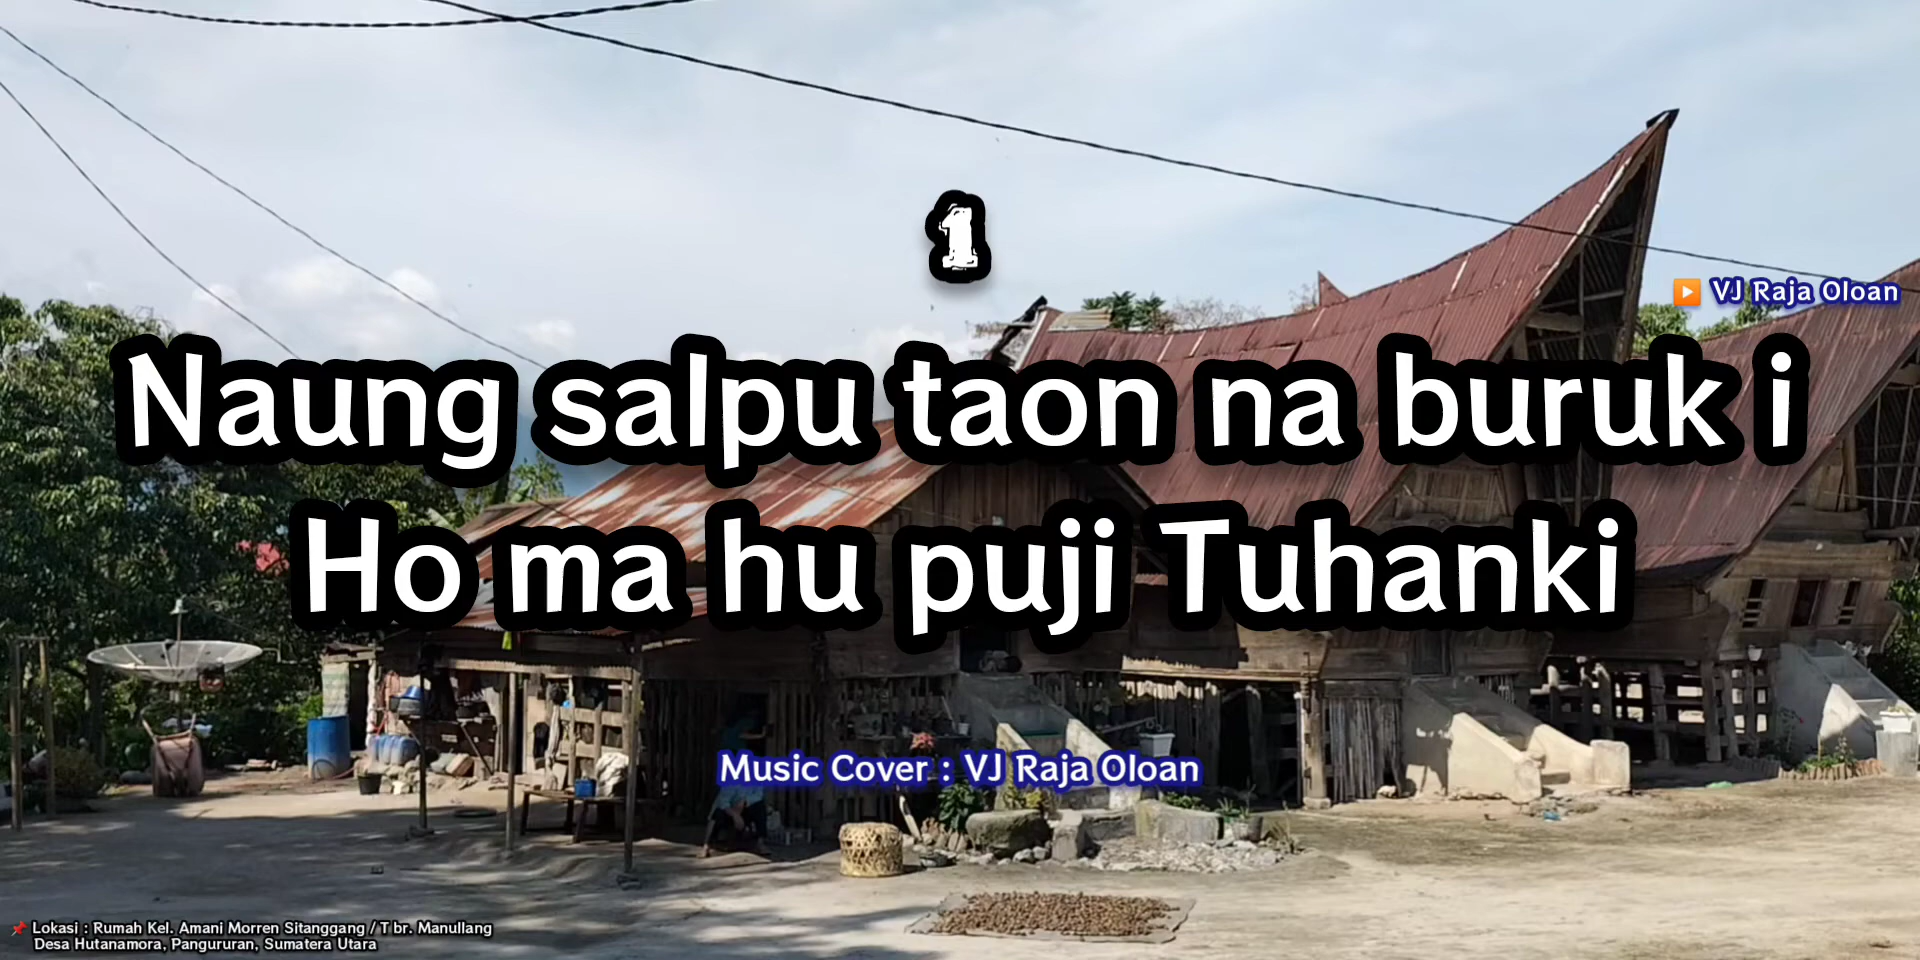 1
VJ Raja Oloan
Naung salpu taon na buruk i
Ho ma hu puji Tuhanki
Music Cover : VJ Raja Oloan
Lokasi : Rumah Kel. Amani Morren Sitanggang / T br. Manullang
Desa Hutanamora, Pangururan, Sumatera Utara